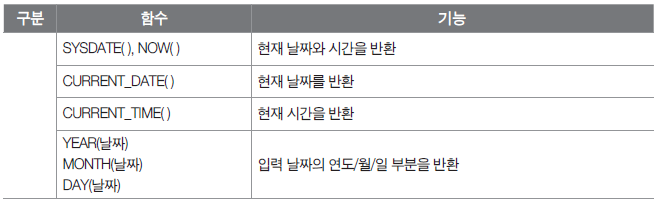 구분 함수 기능
SYSDATE( ), NOW( ) 현재 날짜와 시간을 반환
CURRENT_DATE( ) 현재 날짜를 반환
CURRENT_TIME( ) 현재 시간을 반환
YEAR(날짜)
MONTH(날짜) 입력 날짜의 연도/월/일 부분을 반환
DAY(날짜)